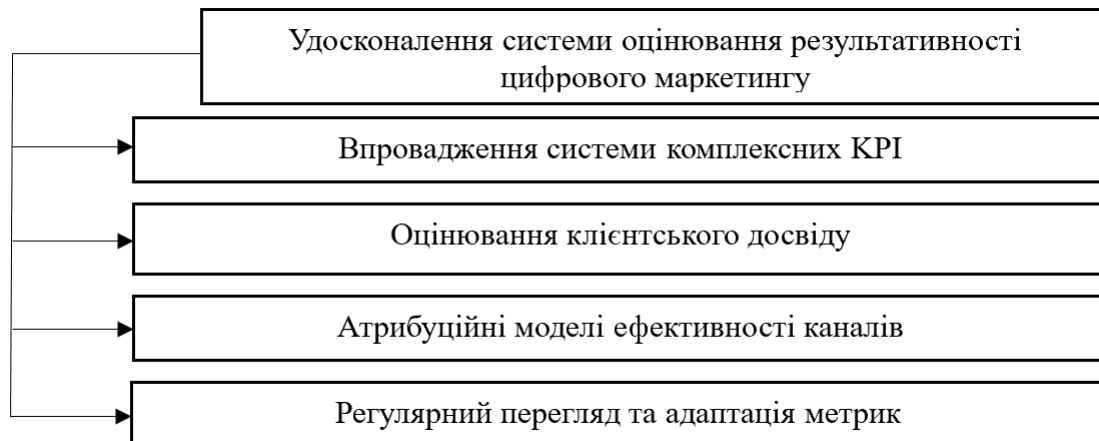 Удосконалення системи оцінювання результативності
цифрового маркетингу
Впровадження системи комплексних KPI
Оцінювання клієнтського досвіду
Атрибуційні моделі ефективності каналів
Регулярний перегляд та адаптація метрик